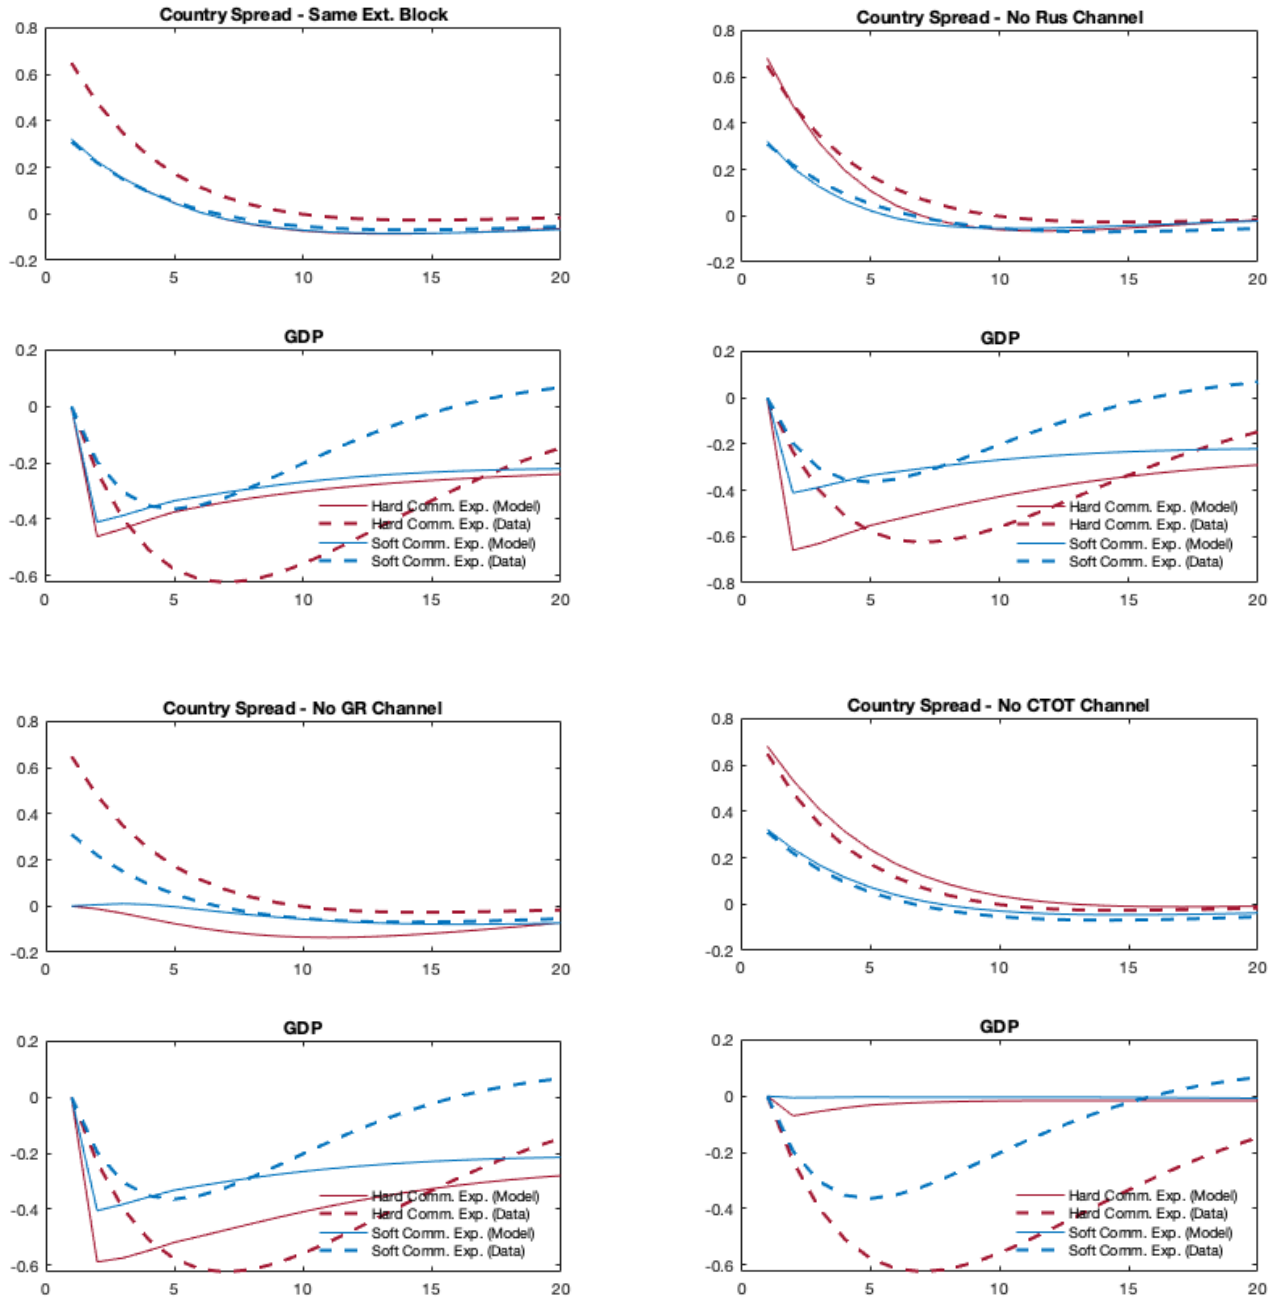 Country Spread - Same Ext. Block
0.8
0.6
0.4
0.2
0
-0.2
0 5 10 15 20
GDP
0.2
0
-0.2
-0.4
-0.6
0 5 10 15 20
Hard Comm. Exp. (Model)
Hard Comm. Exp. (Data)
Soft Comm. Exp. (Model)
Soft Comm. Exp. (Data)
Country Spread - No Rus Channel
0.8
0.6
0.4
0.2
0
-0.2
0 5 10 15 20
GDP
0.2
0
-0.2
-0.4
-0.6
-0.8
0 5 10 15 20
Hard Comm. Exp. (Model)
Hard Comm. Exp. (Data)
Soft Comm. Exp. (Model)
Soft Comm. Exp. (Data)
Country Spread - No GR Channel
0.8
0.6
0.4
0.2
0
-0.2
0 5 10 15 20
GDP
0.2
0
-0.2
-0.4
-0.6
0 5 10 15 20
Hard Comm. Exp. (Model)
Hard Comm. Exp. (Data)
Soft Comm. Exp. (Model)
Soft Comm. Exp. (Data)
Country Spread - No CTOT Channel
0.8
0.6
0.4
0.2
0
-0.2
0 5 10 15 20
GDP
0.2
0
-0.2
-0.4
-0.6
0 5 10 15 20
Hard Comm. Exp. (Model)
Hard Comm. Exp. (Data)
Soft Comm. Exp. (Model)
Soft Comm. Exp. (Data)